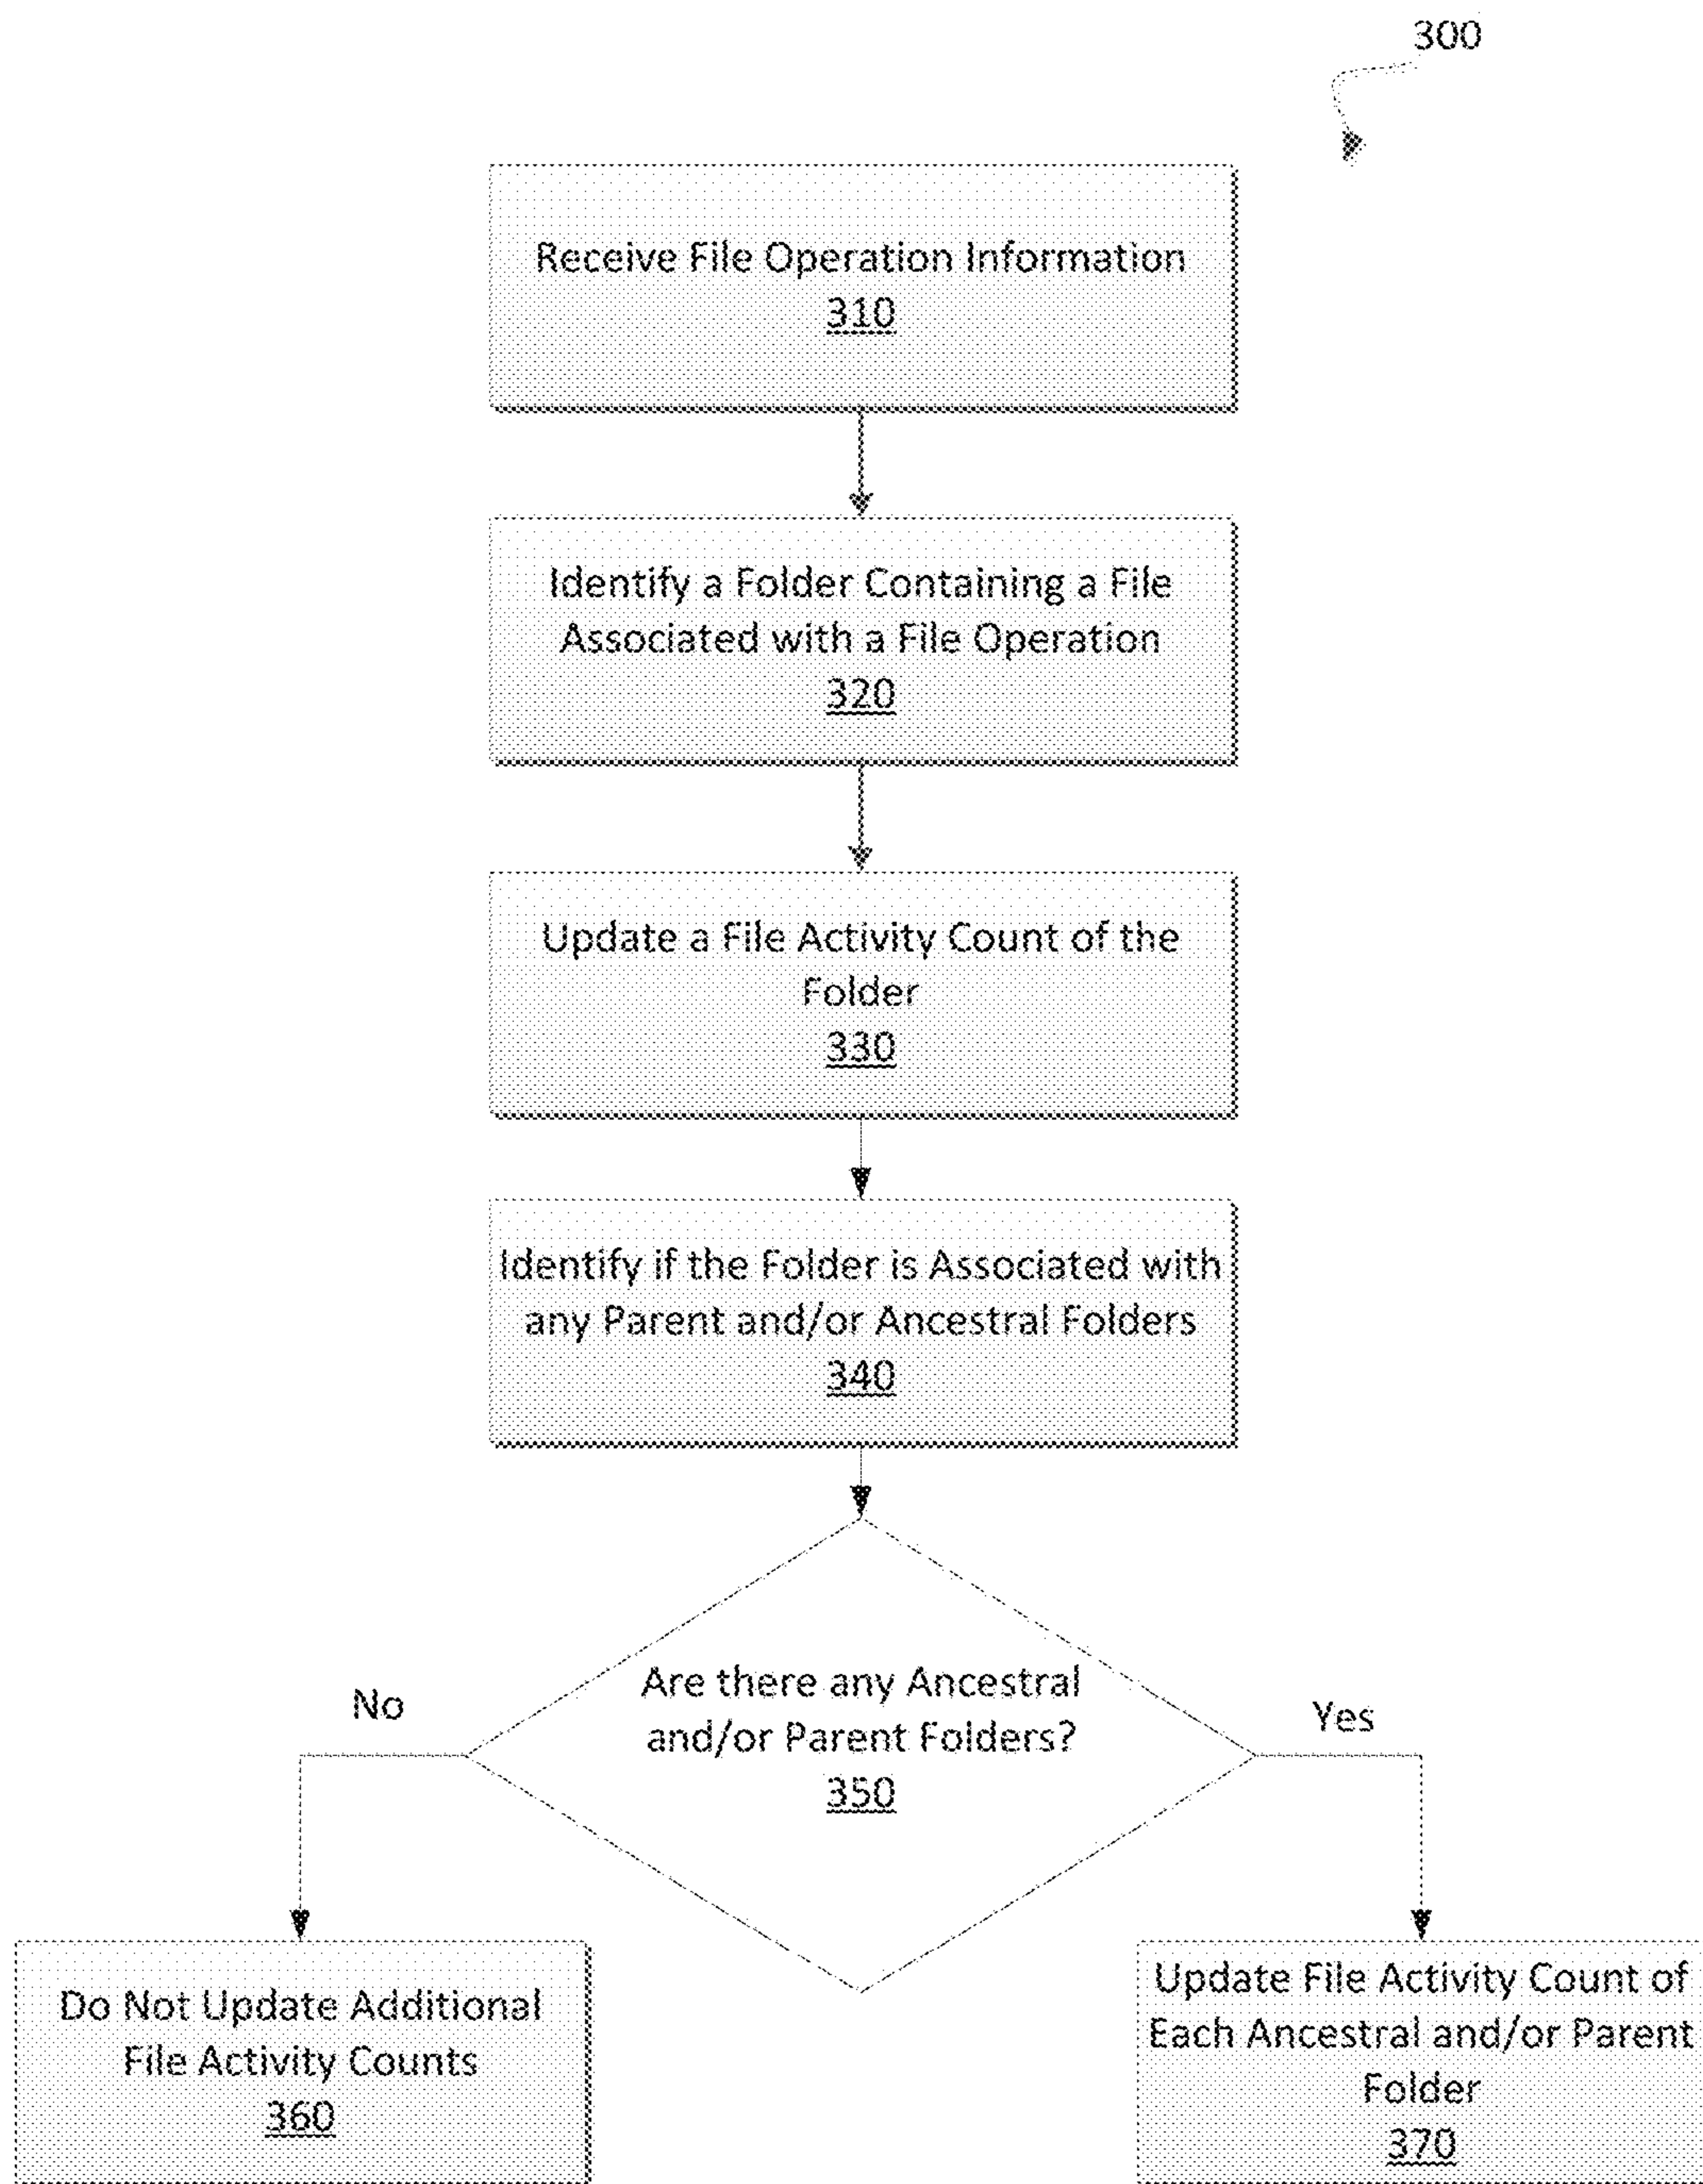 300
Receive File Operation Information
310
Identify a Folder Containing a File
Associated with a File Operation
320
Update a File Activity Count of the
Folder
330
Identify if the Folder is Associated with
any Parent and/or Ancestral Folders
340
Are there any Ancestral
and/or Parent Folders?
350
No
Yes
Do Not Update Additional
File Activity Counts
360
Update File Activity Count of
Each Ancestral and/or Parent
Folder
370